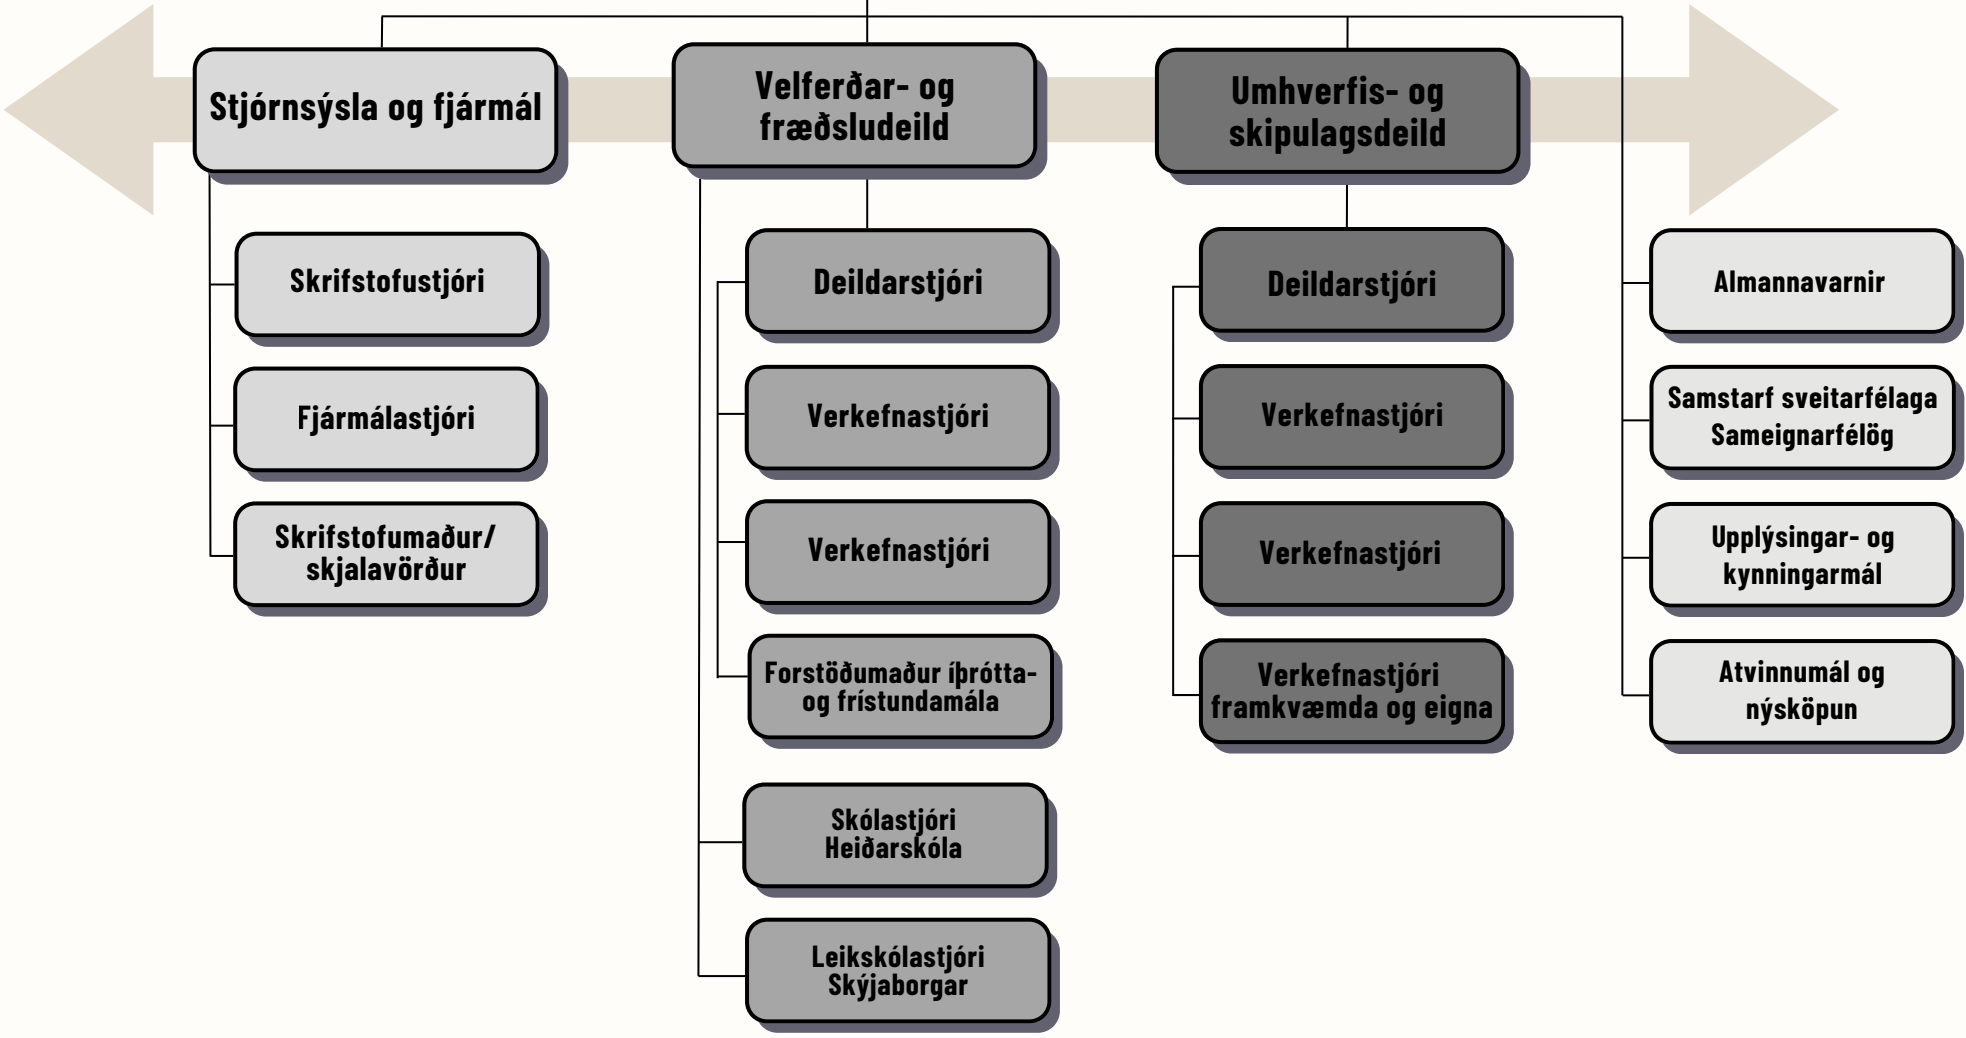 Stjórnsýsla og fjármál
Skrifstofustjóri
Fjármálastjóri
Skrifstofumaður/
skjalavörður
Velferðar- og
fræðsludeild
Deildarstjóri
Verkefnastjóri
Verkefnastjóri
Forstöðumaður íþrótta-
og frístundamála
Skólastjóri
Heiðarskóla
Leikskólastjóri
Skýjaborgar
Umhverfis- og
skipulagsdeild
Deildarstjóri
Verkefnastjóri
Verkefnastjóri
Verkefnastjóri
framkvæmda og eigna
Almannavarnir
Samstarf sveitarfélaga
Sameignarfélög
Upplýsingar- og
kynningarmál
Atvinnumál og
nýsköpun